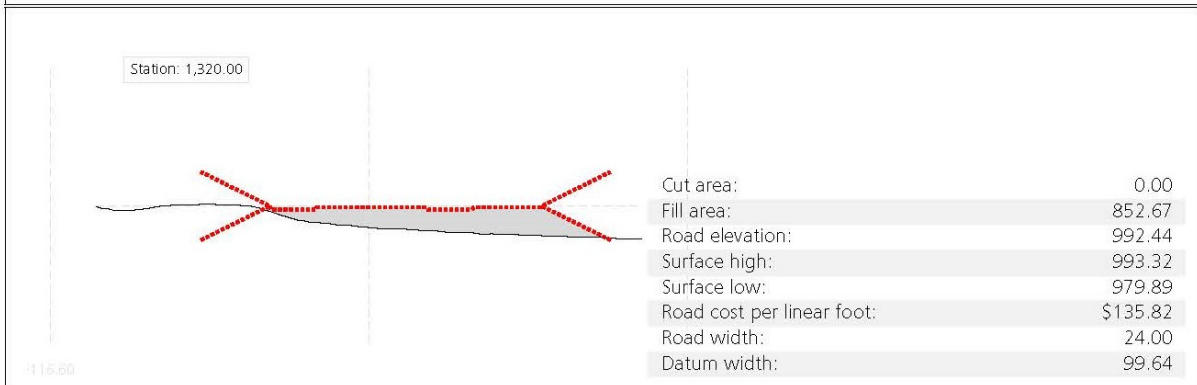 Station: 1,320.00
Cut area: 0.00
Fill area: 852.67
Road elevation: 992.44
Surface high: 993.32
Surface low: 979.89
Road cost per linear foot: $135.82
Road width: 24.00
Datum width: 99.64
-116.60